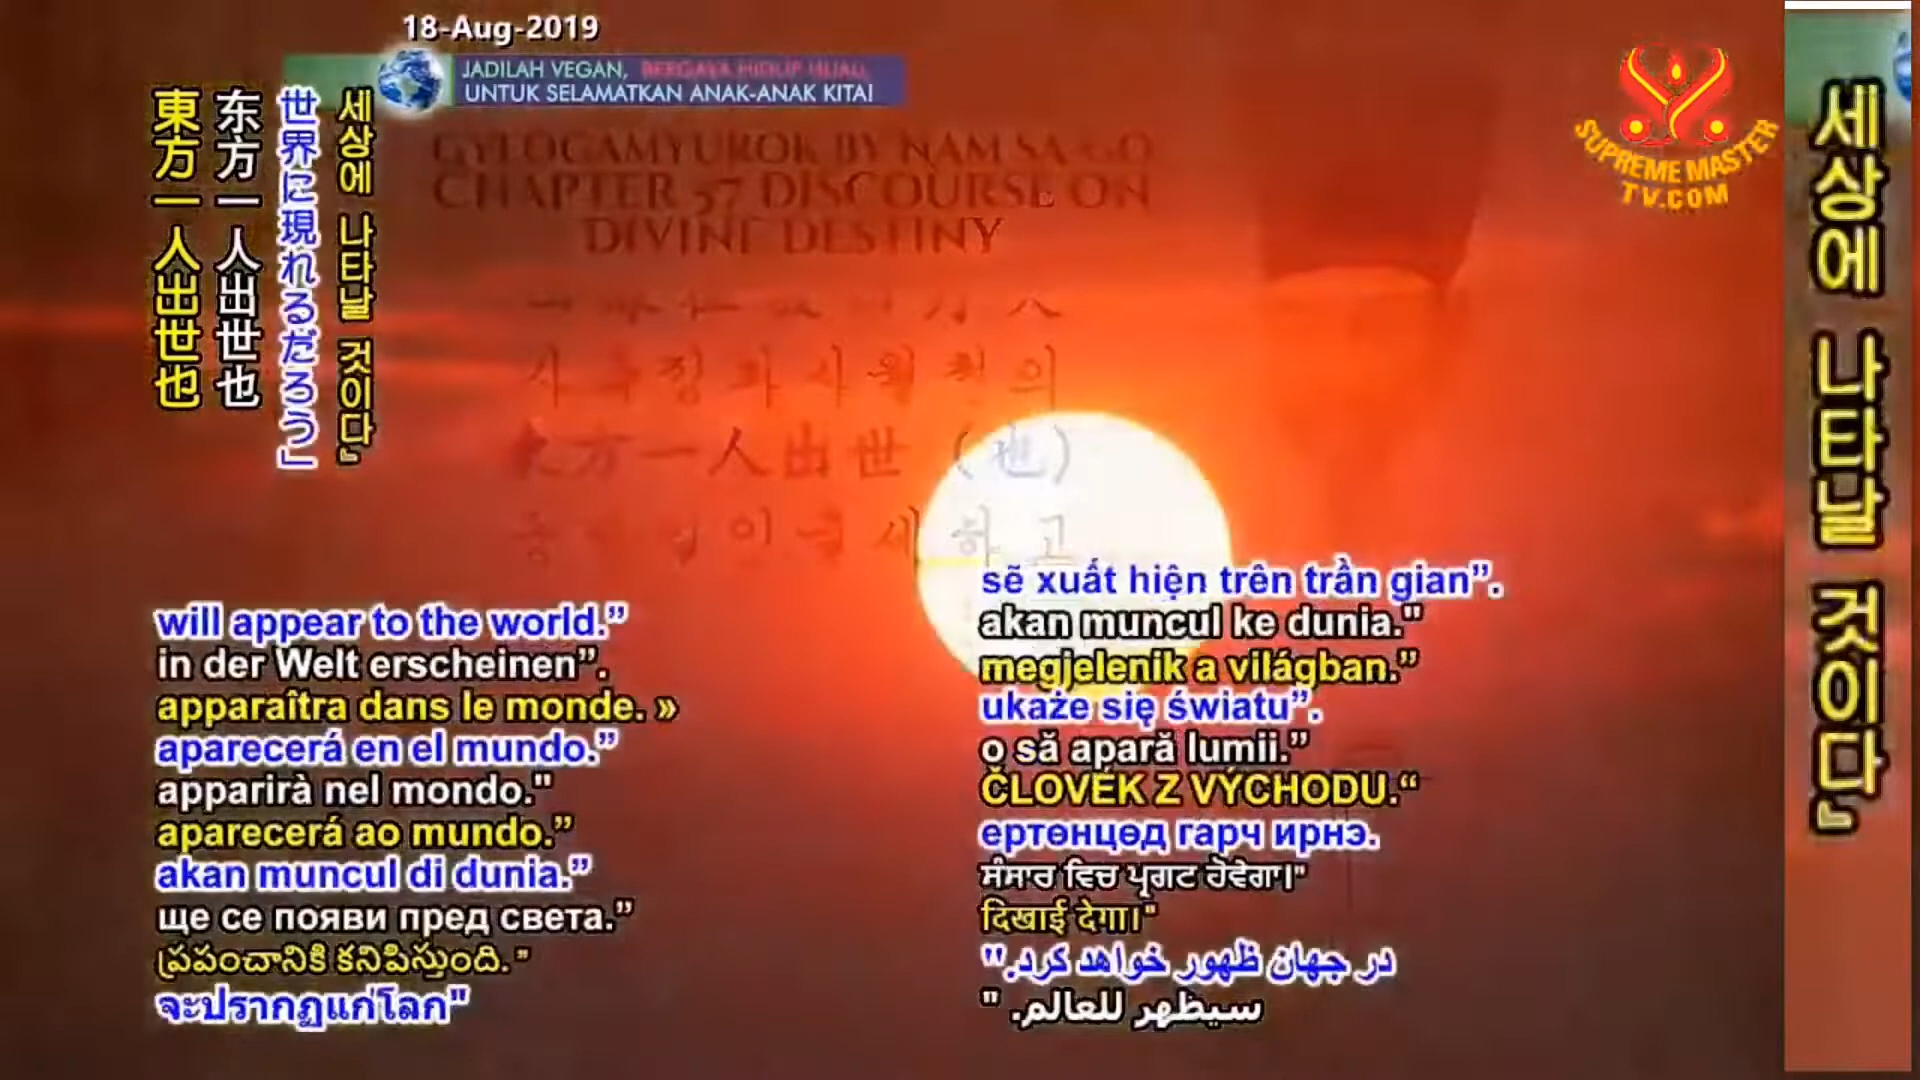 18-Aug-2019
JADILAH VEGAN, BERGAYA HIDUP HIJAU,
UNTUK SELAMATKAN ANAK-ANAK KITA!
SUPREME MASTER
TV.COM
GYEOGAMYUROK BY NAM SA-GO
CHAPTER 57 DISCOURSE ON
DIVINE DESTINY
東方一人出世(也)
세상에 나타날 것이다』
世界に現れるだろう」
东方一人出世也
東方一人出世也
will appear to the world.”
in der Welt erscheinen”.
apparaîtra dans le monde. »
aparecerá en el mundo.”
apparirà nel mondo."
aparecerá ao mundo.”
akan muncul di dunia.”
ще се появи пред света.”
ప్రపంచానికి కనిపిస్తుంది. ”
จะปรากฏแก่โลก"
sẽ xuất hiện trên trần gian”.
akan muncul ke dunia."
megjelenik a világban.”
ukaże się światu”.
o să apară lumii.”
ČLOVĚK Z VÝCHODU.“
ертөнцөд гарч ирнэ.
ਸੰਸਾਰ ਵਿਚ ਪ੍ਰਗਟ ਹੋਵੇਗਾ।"
दिखाई देगा।"
در جهان ظهور خواهد کرد."
سيظهر للعالم. "
세상에 나타날 것이다』